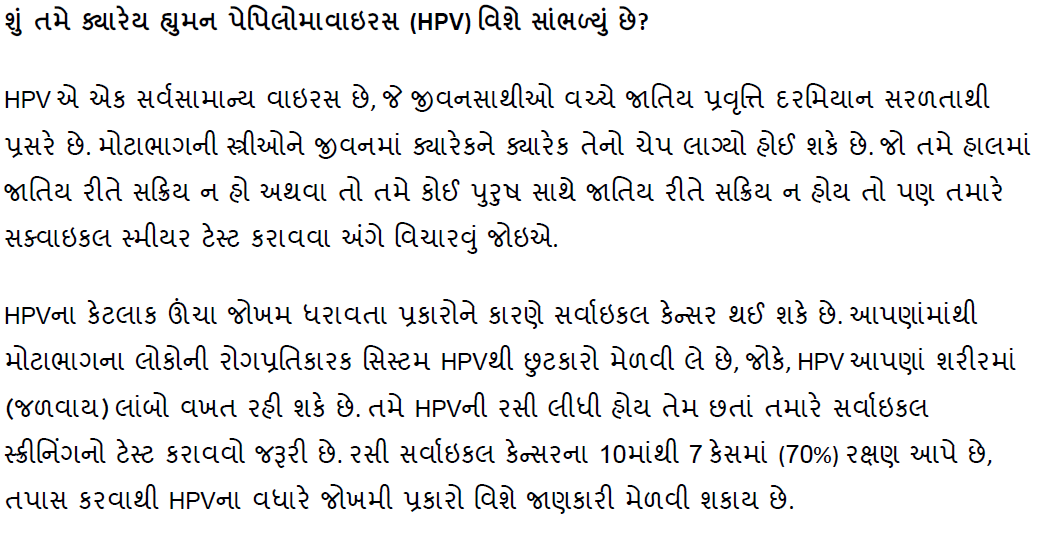 શું તમે ક્યારેય હ્યુમન પેપિલોમાવાઇરસ (HPV) વિશે સાંભળ્યું છે?
HPV એ એક સર્વસામાન્ય વાઇરસ છે, જે જીવનસાથીઓ વચ્ચે જાતિય પ્રવૃત્તિ દરમિયાન સરળતાથી
પ્રસરે છે. મોટાભાગની સ્ત્રીઓને જીવનમાં ક્યારેકને ક્યારેક તેનો ચેપ લાગ્યો હોઈ શકે છે. જો તમે હાલમાં
જાતિય રીતે સક્રિય ન હો અથવા તો તમે કોઈ પુરુષ સાથે જાતિય રીતે સક્રિય ન હોય તો પણ તમારે
સક્વાઇકલ સ્મીયર ટેસ્ટ કરાવવા અંગે વિચારવું જોઇએ.
HPVના કેટલાક ઊંચા જોખમ ધરાવતા પ્રકારોને કારણે સર્વાઇકલ કેન્સર થઈ શકે છે. આપણાંમાંથી
મોટાભાગના લોકોની રોગપ્રતિકારક સિસ્ટમ HPVથી છુટકારો મેળવી લે છે, જોકે, HPV આપણાં શરીરમાં
(જળવાય) લાંબો વખત રહી શકે છે. તમે HPVની રસી લીધી હોય તેમ છતાં તમારે સર્વાઇકલ
સ્ક્રીનિંગનો ટેસ્ટ કરાવવો જરૂરી છે. રસી સર્વાઇકલ કેન્સરના 10માંથી 7 કેસમાં (70%) રક્ષણ આપે છે,
તપાસ કરવાથી HPVના વધારે જોખમી પ્રકારો વિશે જાણકારી મેળવી શકાય છે.